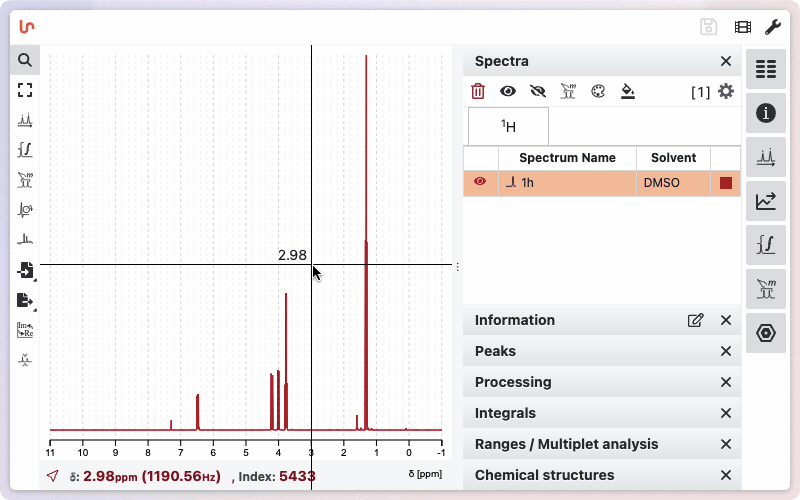 Spectra
[1]
1H
Spectrum Name Solvent
1h DMSO
2.98
Information
Peaks
Processing
Integrals
Ranges / Multiplet analysis
Chemical structures
11 10 9 8 7 6 5 4 3 2 1 0 -1
δ: 2.98ppm (1190.56Hz) , Index: 5433 δ [ppm]